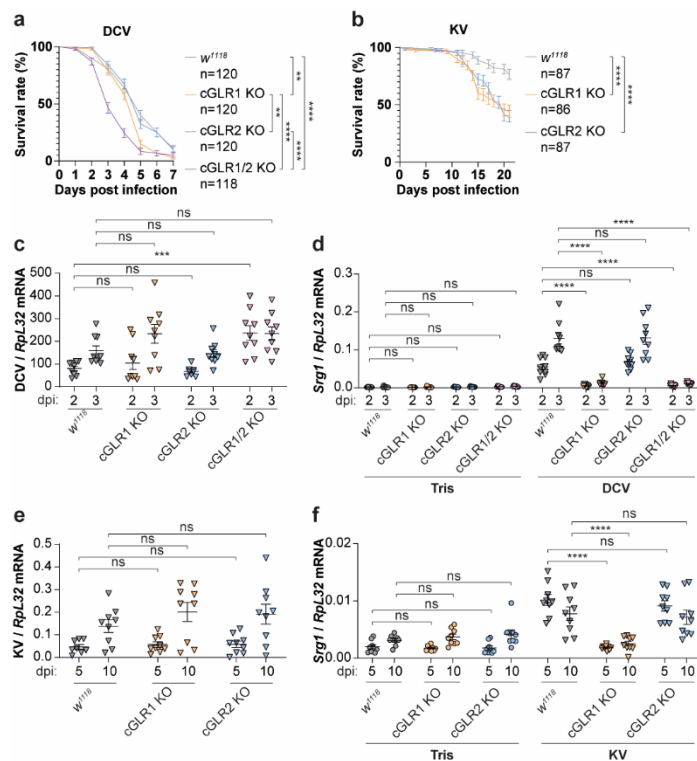 a
DCV
Survival rate (%)
100
50
0
0 1 2 3 4 5 6 7
Days post infection
w1118
n=120
cGLR1 KO
n=120
cGLR2 KO
n=120
cGLR1/2 KO
n=118
**
**
****
****
****
b
KV
Survival rate (%)
100
50
0
0 5 10 15 20
Days post infection
w1118
n=87
cGLR1 KO
n=86
cGLR2 KO
n=87
****
****
c
ns
ns
ns
***
ns
ns
DCV / RpL32 mRNA
500
400
300
200
100
0
dpi: 2 3 2 3 2 3 2 3
w1118
cGLR1 KO
cGLR2 KO
cGLR1/2 KO
d
****
ns
****
****
ns
****
ns
ns
ns
ns
ns
ns
Srg1 / RpL32 mRNA
0.3
0.2
0.1
0.0
dpi: 2 3 2 3 2 3 2 3 2 3 2 3 2 3 2 3
w1118
cGLR1 KO
cGLR2 KO
cGLR1/2 KO
w1118
cGLR1 KO
cGLR2 KO
cGLR1/2 KO
Tris
DCV
e
ns
ns
ns
ns
KV / RpL32 mRNA
0.5
0.4
0.3
0.2
0.1
0.0
dpi: 5 10 5 10 5 10
w1118
cGLR1 KO
cGLR2 KO
f
ns
****
ns
****
ns
ns
ns
ns
Srg1 / RpL32 mRNA
0.01
0.005
0.000
dpi: 5 10 5 10 5 10 5 10 5 10 5 10
w1118
cGLR1 KO
cGLR2 KO
w1118
cGLR1 KO
cGLR2 KO
Tris
KV